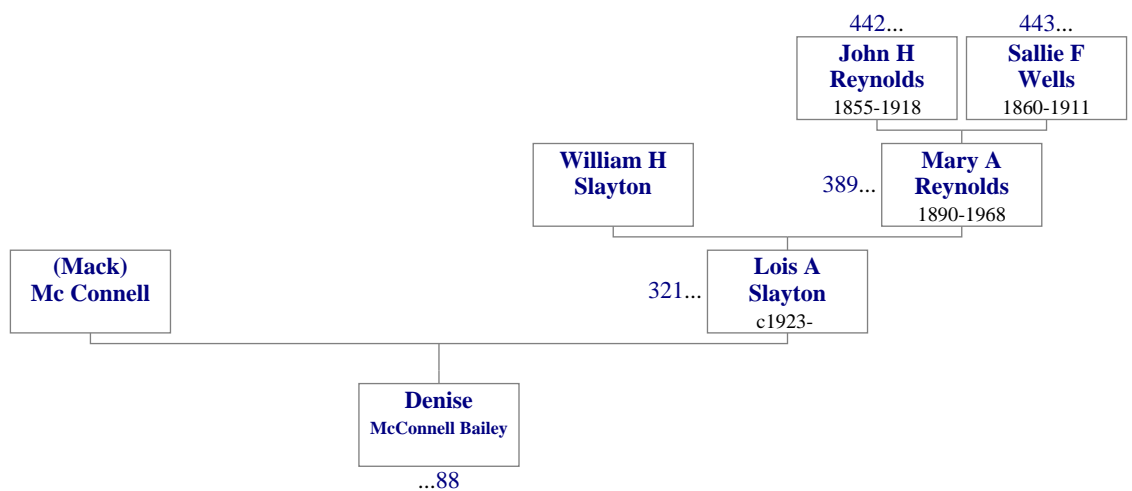 442...
443...
John H
Reynolds
1855-1918
Sallie F
Wells
1860-1911
William H
Slayton
389...
Mary A
Reynolds
1890-1968
(Mack)
Mc Connell
321...
Lois A
Slayton
c1923-
Denise
McConnell Bailey
...88